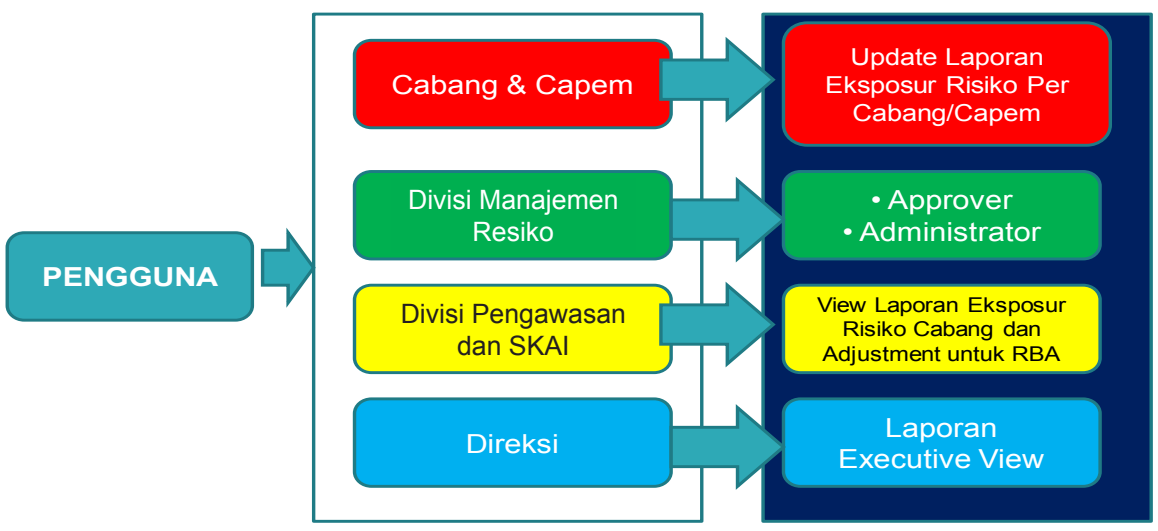 PENGGUNA
Cabang & Capem
Update Laporan
Eksposur Risiko Per
Cabang/Capem
Divisi Manajemen
Resiko
• Approver
• Administrator
Divisi Pengawasan
dan SKAI
View Laporan Eksposur
Risiko Cabang dan
Adjustment untuk RBA
Direksi
Laporan
Executive View